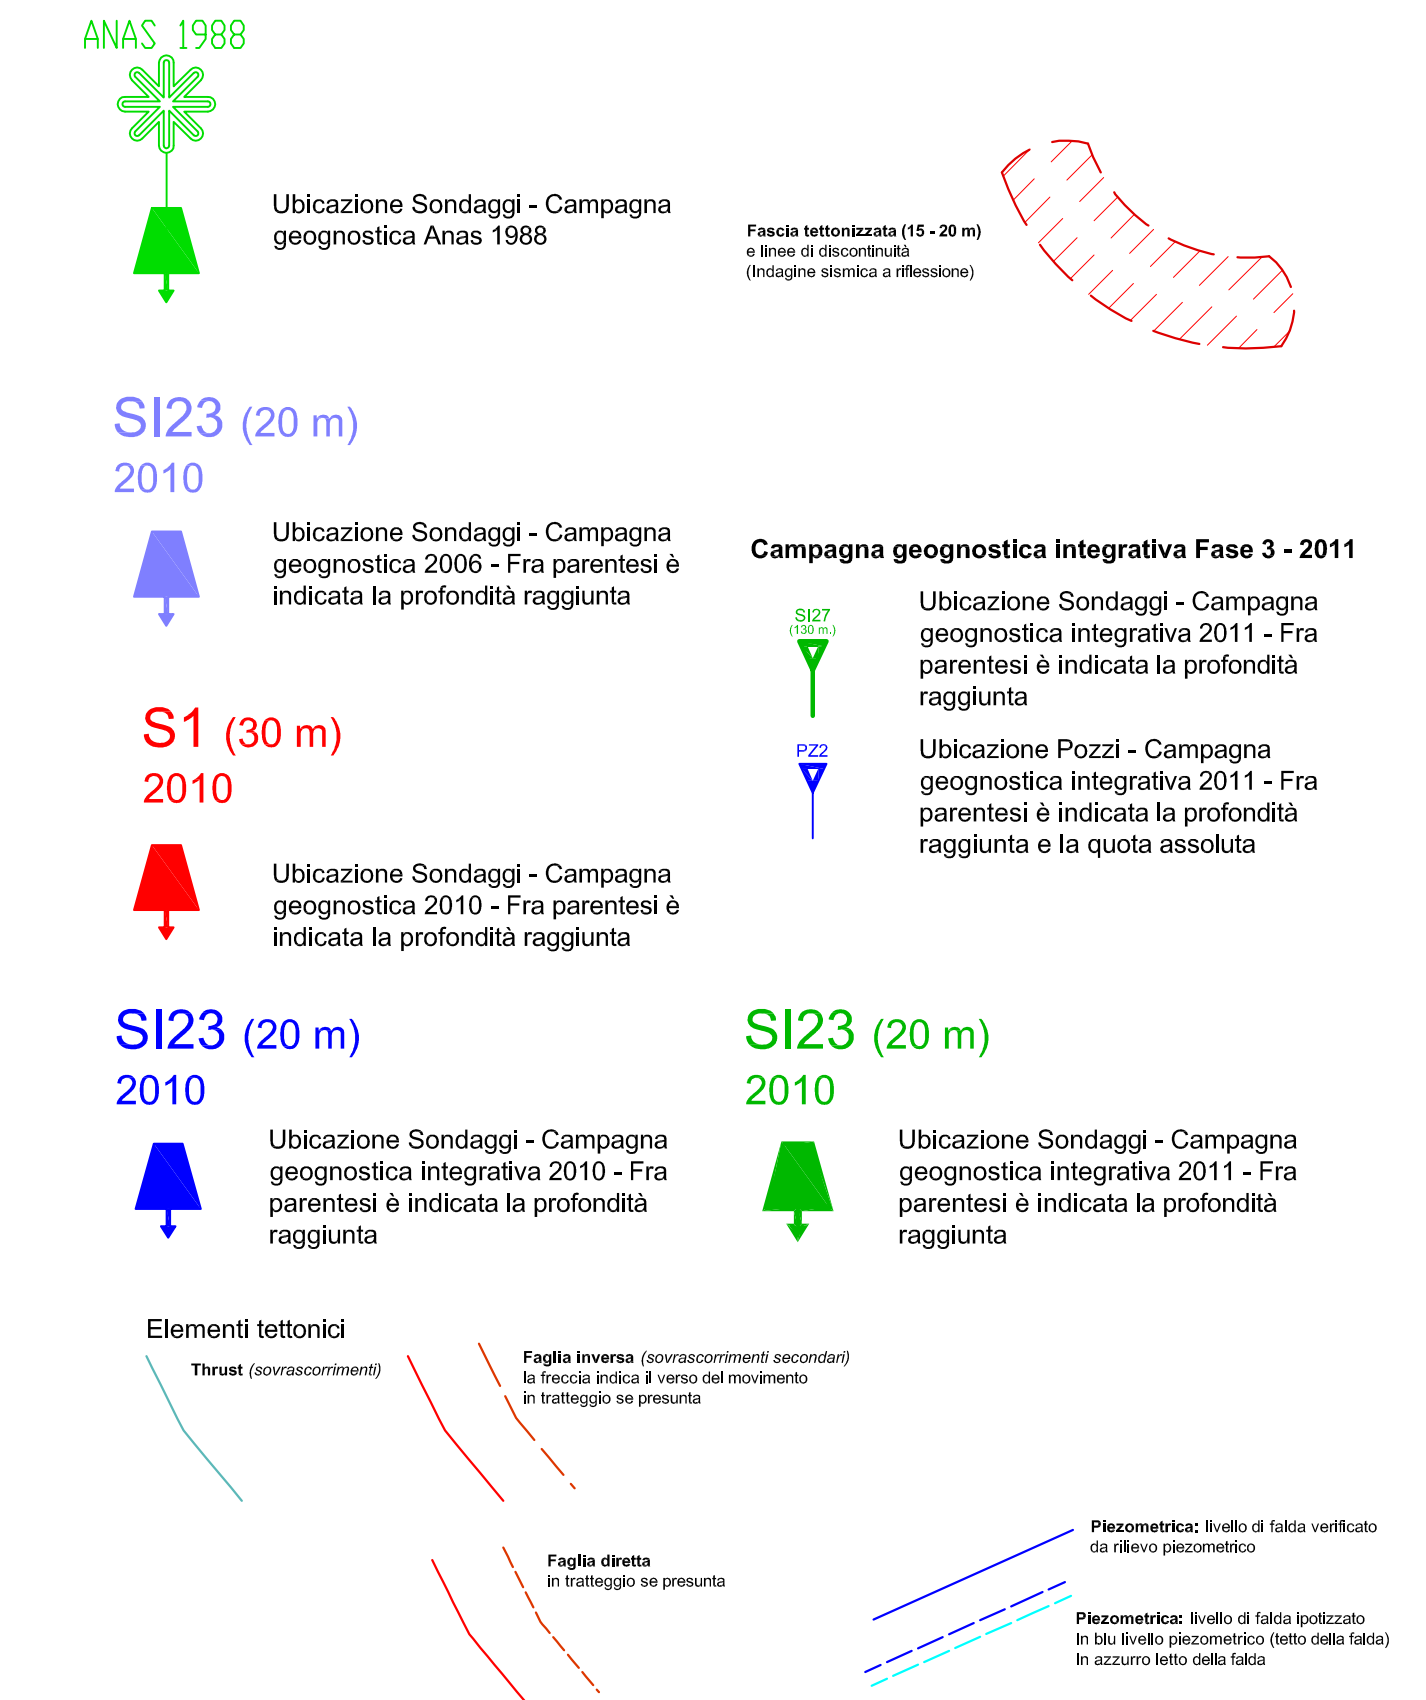 ANAS 1988
Ubicazione Sondaggi - Campagna
geognostica Anas 1988
Fascia tettonizzata (15 - 20 m)
e linee di discontinuità
(Indagine sismica a riflessione)
SI23 (20 m)
2010
Ubicazione Sondaggi - Campagna
geognostica 2006 - Fra parentesi è
indicata la profondità raggiunta
Campagna geognostica integrativa Fase 3 - 2011
SI27
(130 m.)
Ubicazione Sondaggi - Campagna
geognostica integrativa 2011 - Fra
parentesi è indicata la profondità
raggiunta
S1 (30 m)
2010
PZ2
Ubicazione Pozzi - Campagna
geognostica integrativa 2011 - Fra
parentesi è indicata la profondità
raggiunta e la quota assoluta
Ubicazione Sondaggi - Campagna
geognostica 2010 - Fra parentesi è
indicata la profondità raggiunta
SI23 (20 m)
2010
Ubicazione Sondaggi - Campagna
geognostica integrativa 2010 - Fra
parentesi è indicata la profondità
raggiunta
SI23 (20 m)
2010
Ubicazione Sondaggi - Campagna
geognostica integrativa 2011 - Fra
parentesi è indicata la profondità
raggiunta
Elementi tettonici
Thrust (sovrascorrimenti)
Faglia inversa (sovrascorrimenti secondari)
la freccia indica il verso del movimento
in tratteggio se presunta
Faglia diretta
in tratteggio se presunta
Piezometrica: livello di falda verificato
da rilievo piezometrico
Piezometrica: livello di falda ipotizzato
In blu livello piezometrico (tetto della falda)
In azzurro letto della falda